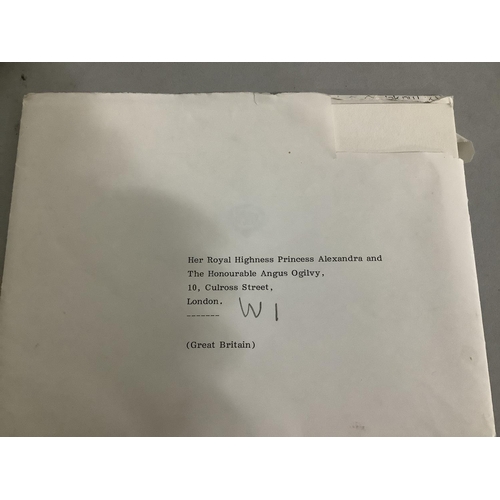 Her Royal Highness Princess Alexandra and
The Honourable Angus Ogilvy,
10, Culross Street,
London. W1
-------
(Great Britain)